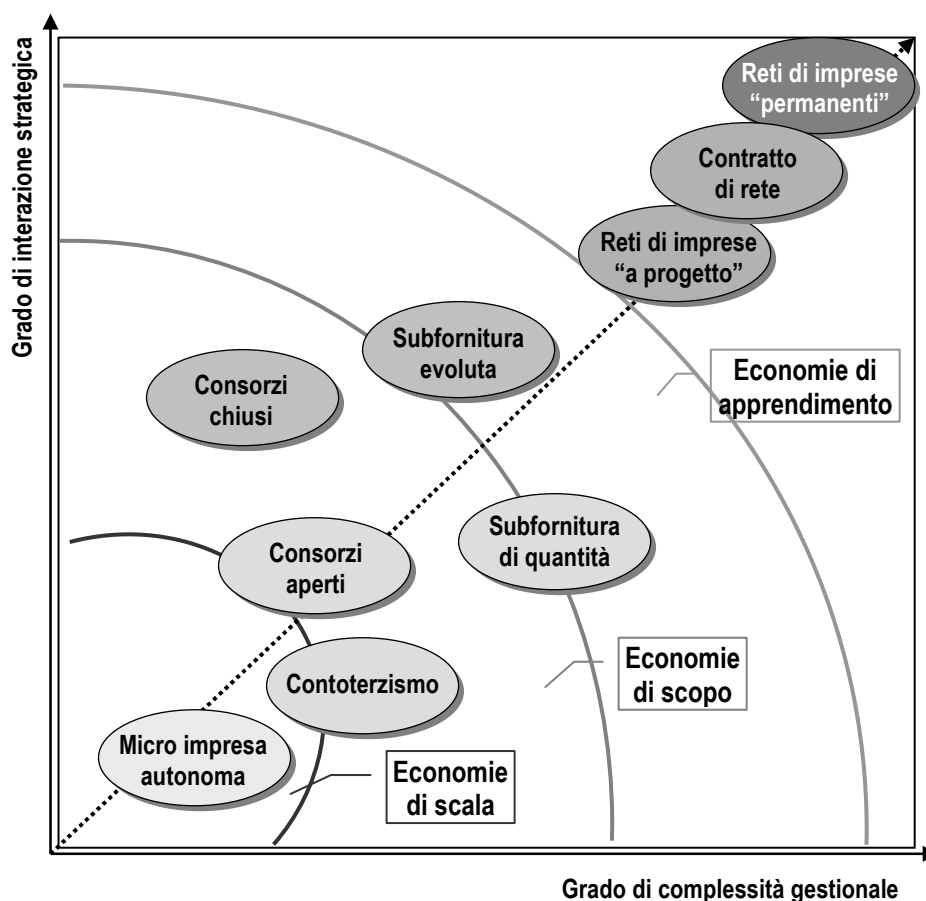 Grado di interazione strategica
Reti di imprese
“permanenti”
Contratto
di rete
Reti di imprese
“a progetto”
Subfornitura
evoluta
Consorzi
chiusi
Economie di
apprendimento
Subfornitura
di quantità
Consorzi
aperti
Economie
di scopo
Contoterzismo
Micro impresa
autonoma
Economie
di scala
Grado di complessità gestionale